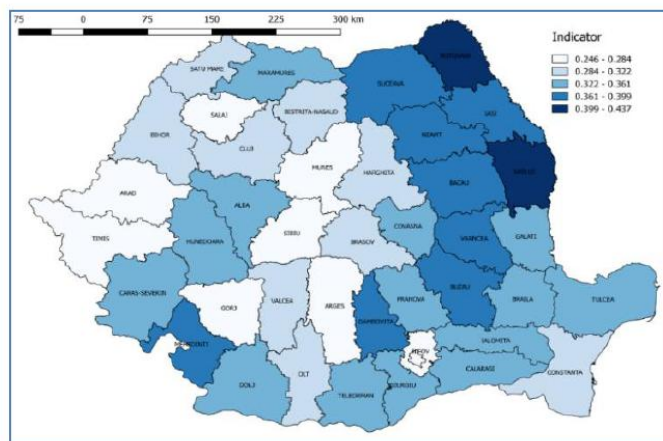 75 0 75 150 225 300 km
Indicator
0.246 - 0.284
0.284 - 0.322
0.322 - 0.361
0.361 - 0.399
0.399 - 0.437
SATU MARE
MARAMURES
SUCEAVA
IASI
SALAJ
BISTRITA-NASAUD
NEAMT
BIHOR
CLUJ
MURES
HARGHITA
BACAU
VASLUI
ARAD
ALBA
TIMIS
HUNEDOARA
SIBIU
BRASOV
COVASNA
VRANCEA
GALATI
CARAS-SEVERIN
GORJ
VALCEA
ARGES
DAMBOVITA
PRAHOVA
BUZAU
BRAILA
TULCEA
MEHEDINTI
ILFOV
IALOMITA
DOLJ
OLT
TELEORMAN
GIURGIU
CALARASI
CONSTANTA